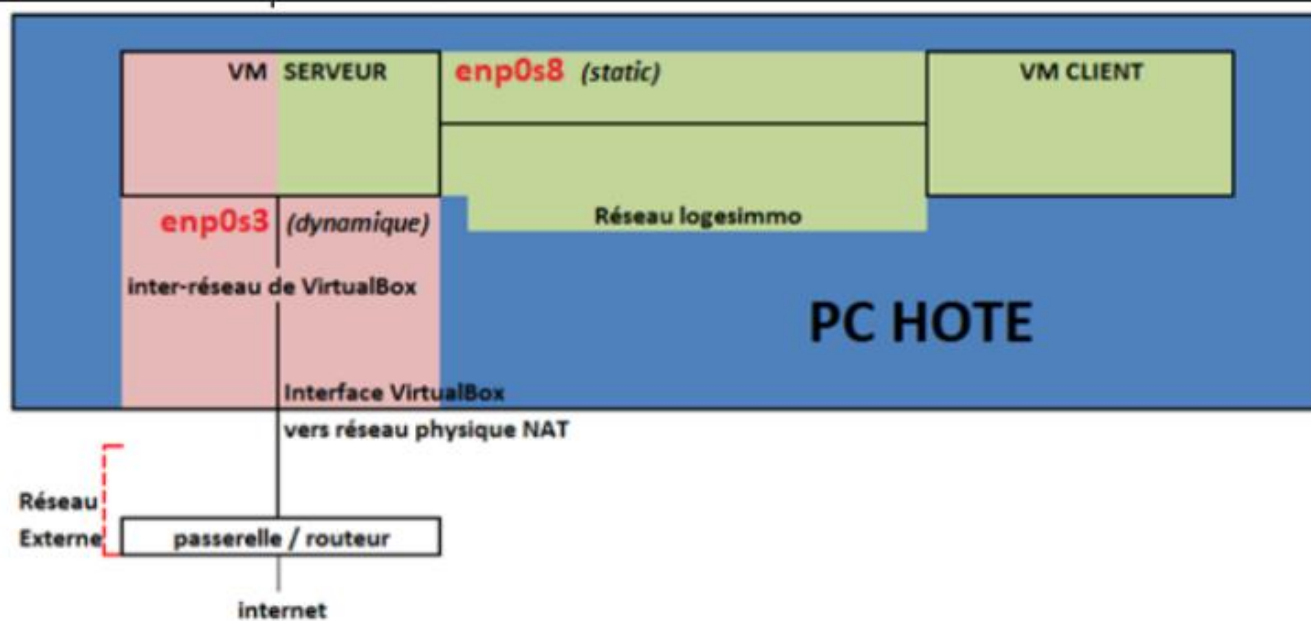 VM SERVEUR
enp0s8 (static)
VM CLIENT
enp0s3 (dynamique)
Réseau logesimmo
inter-réseau de VirtualBox
PC HOTE
Interface VirtualBox
vers réseau physique NAT
Réseau
Externe
passerelle / routeur
internet